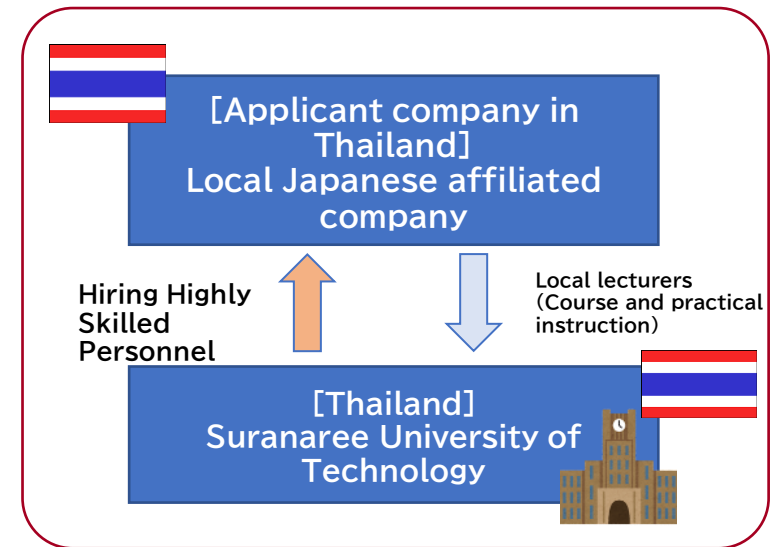 [Applicant company in
Thailand]
Local Japanese affiliated
company
Hiring Highly
Skilled
Personnel
Local lecturers
(Course and practical
instruction)
[Thailand]
Suranaree University of
Technology